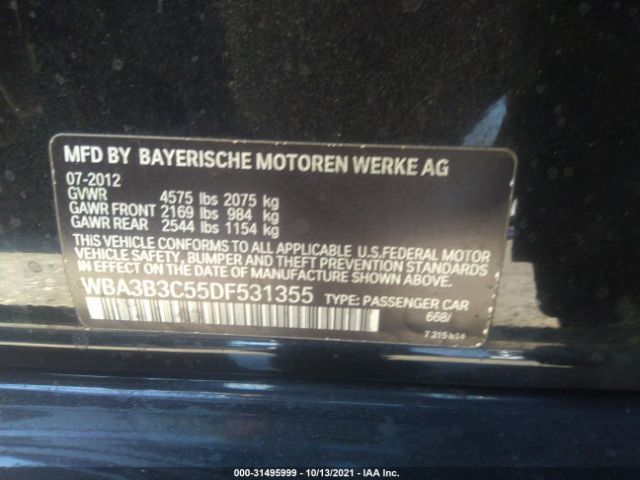 MFD BY BAYERISCHE MOTOREN WERKE AG
07-2012
GVWR 4575 lbs 2075 kg
GAWR FRONT 2169 lbs 984 kg
GAWR REAR 2544 lbs 1154 kg
THIS VEHICLE CONFORMS TO ALL APPLICABLE U.S.FEDERAL MOTOR
VEHICLE SAFETY, BUMPER AND THEFT PREVENTION STANDARDS IN
EFFECT ON THE DATE OF MANUFACTURE SHOWN ABOVE.
WBA3B3C55DF531355 TYPE: PASSENGER CAR
668/
000-31495999 - 10/13/2021 - IAA Inc.